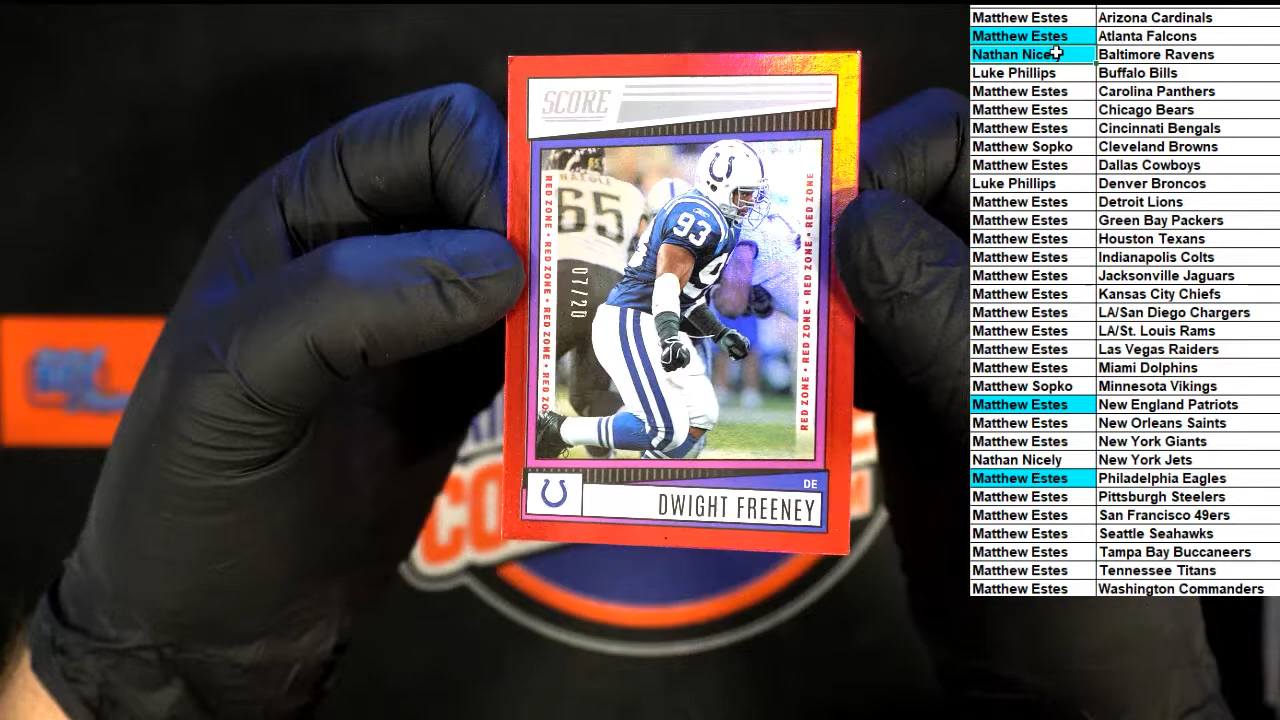 SCORE
65
93
RED ZONE • RED ZONE • RED ZONE • RED ZO
07/20
RED ZONE • RED ZONE • RED ZONE • RED ZONE
DE
DWIGHT FREENEY
CO
Matthew Estes Arizona Cardinals
Matthew Estes Atlanta Falcons
Nathan Nicely Baltimore Ravens
Luke Phillips Buffalo Bills
Matthew Estes Carolina Panthers
Matthew Estes Chicago Bears
Matthew Estes Cincinnati Bengals
Matthew Sopko Cleveland Browns
Matthew Estes Dallas Cowboys
Luke Phillips Denver Broncos
Matthew Estes Detroit Lions
Matthew Estes Green Bay Packers
Matthew Estes Houston Texans
Matthew Estes Indianapolis Colts
Matthew Estes Jacksonville Jaguars
Matthew Estes Kansas City Chiefs
Matthew Estes LA/San Diego Chargers
Matthew Estes LA/St. Louis Rams
Matthew Estes Las Vegas Raiders
Matthew Estes Miami Dolphins
Matthew Sopko Minnesota Vikings
Matthew Estes New England Patriots
Matthew Estes New Orleans Saints
Matthew Estes New York Giants
Nathan Nicely New York Jets
Matthew Estes Philadelphia Eagles
Matthew Estes Pittsburgh Steelers
Matthew Estes San Francisco 49ers
Matthew Estes Seattle Seahawks
Matthew Estes Tampa Bay Buccaneers
Matthew Estes Tennessee Titans
Matthew Estes Washington Commanders